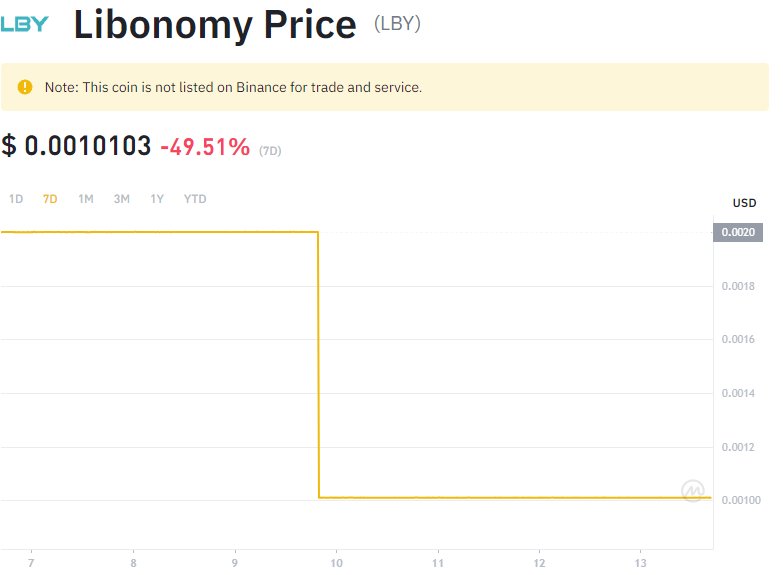 LBY Libonomy Price (LBY)
Note: This coin is not listed on Binance for trade and service.
$ 0.0010103 -49.51% (7D)
1D 7D 1M 3M 1Y YTD
USD
0.0020
0.0018
0.0016
0.0014
0.0012
0.00100
7 8 9 10 11 12 13